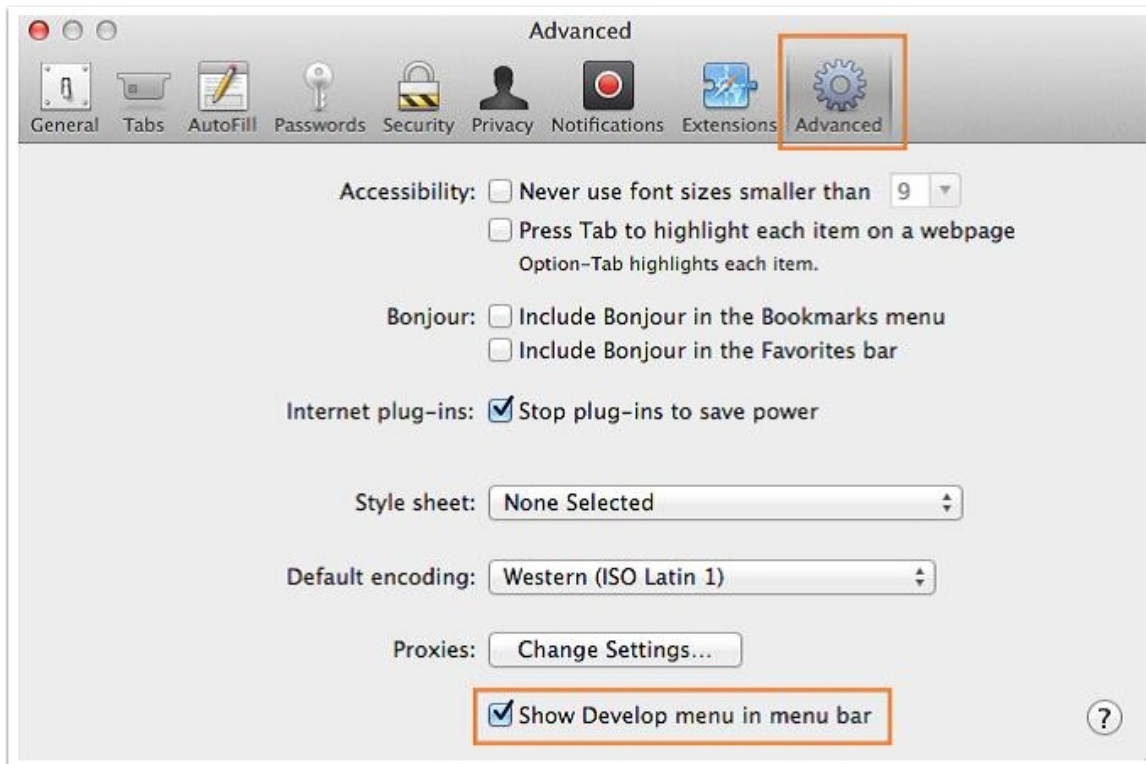 Advanced
General Tabs AutoFill Passwords Security Privacy Notifications Extensions Advanced
Accessibility: Never use font sizes smaller than 9
Press Tab to highlight each item on a webpage
Option-Tab highlights each item.
Bonjour: Include Bonjour in the Bookmarks menu
Include Bonjour in the Favorites bar
Internet plug-ins: Stop plug-ins to save power
Style sheet: None Selected
Default encoding: Western (ISO Latin 1)
Proxies: Change Settings...
Show Develop menu in menu bar ?